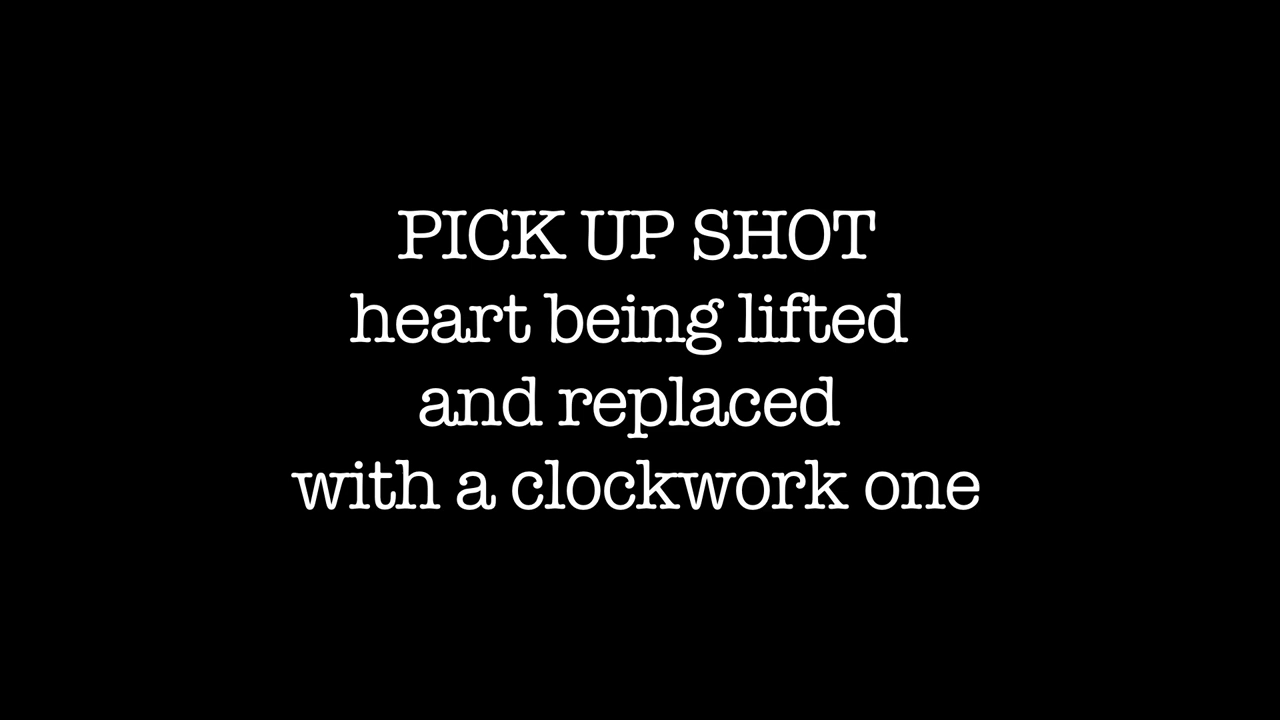 PICK UP SHOT
heart being lifted
and replaced
with a clockwork one